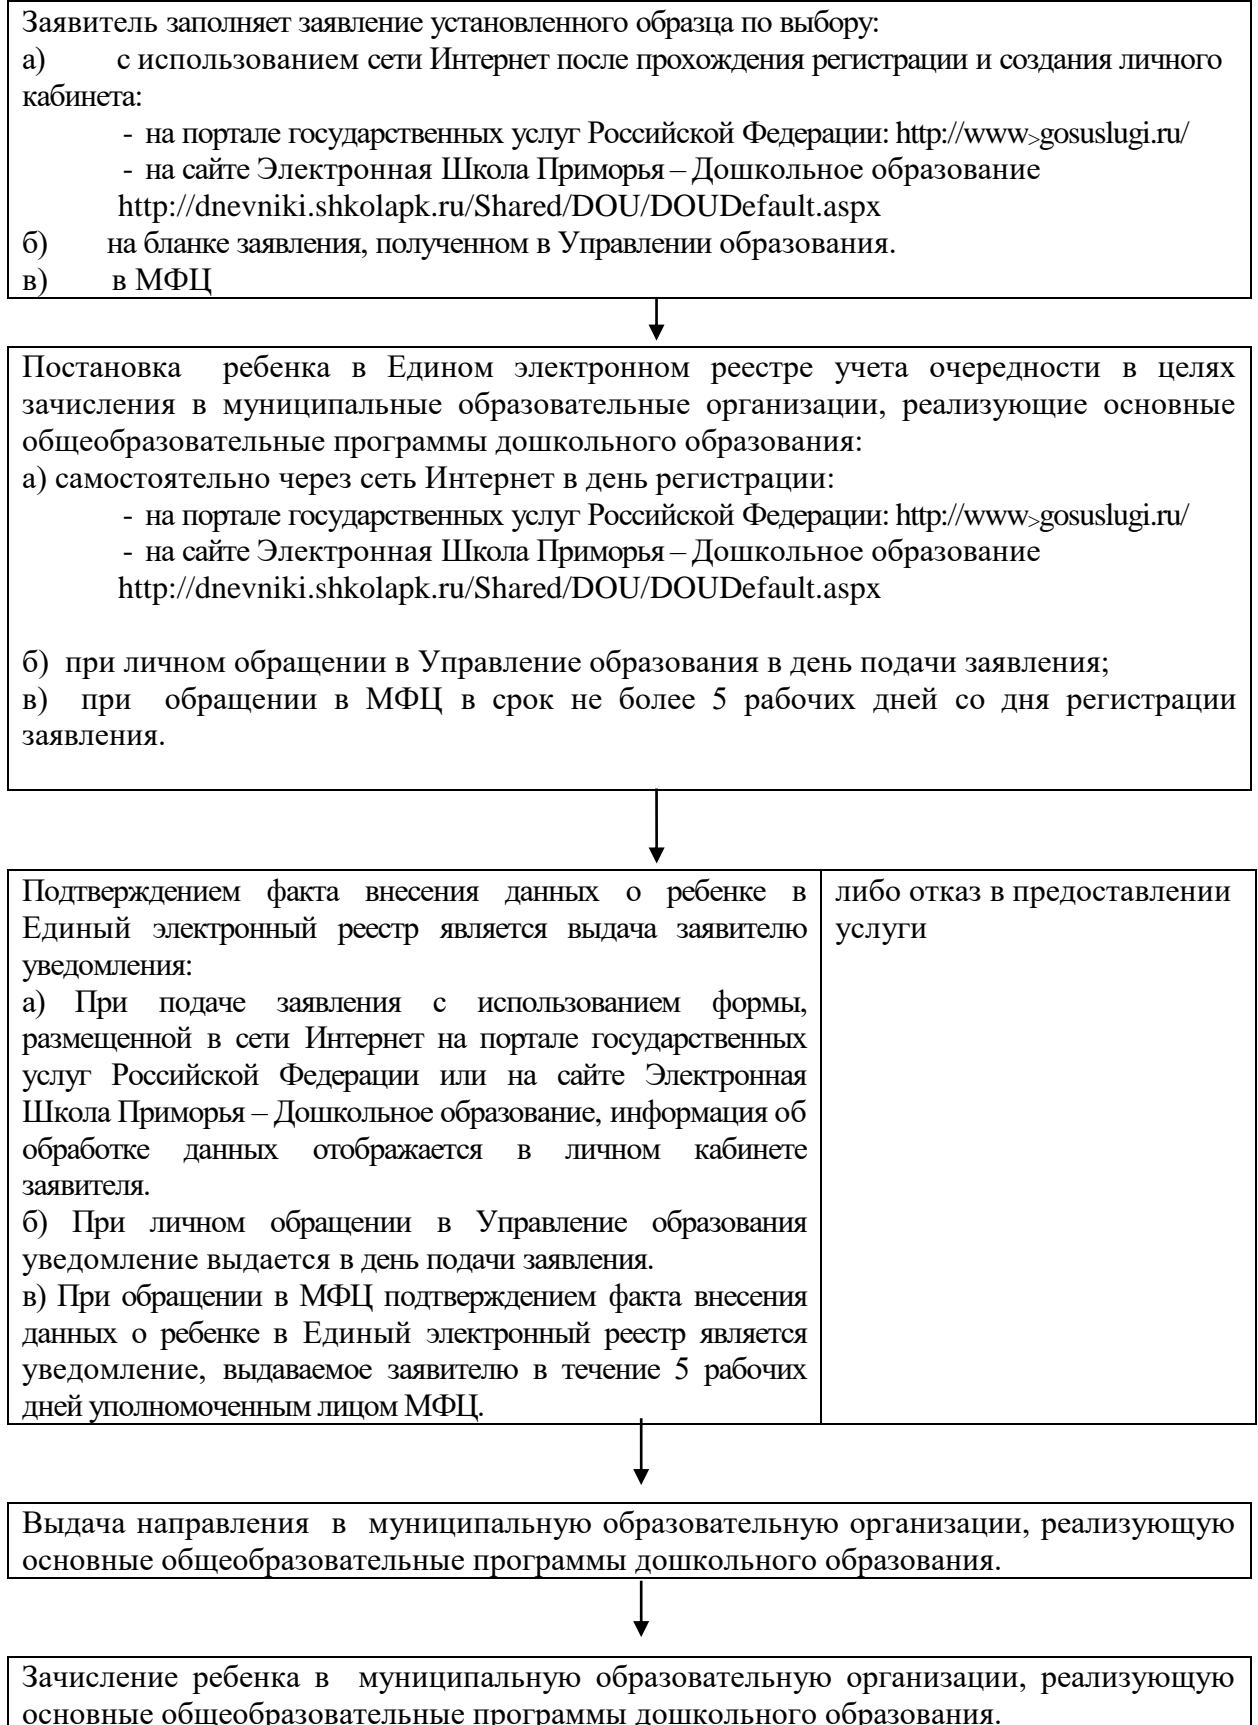 Заявитель заполняет заявление установленного образца по выбору:
а) с использованием сети Интернет после прохождения регистрации и создания личного
кабинета:
- на портале государственных услуг Российской Федерации: http://www>gosuslugi.ru/
- на сайте Электронная Школа Приморья – Дошкольное образование
http://dnevniki.shkolapk.ru/Shared/DOU/DOUDefault.aspx
б) на бланке заявления, полученном в Управлении образования.
в) в МФЦ
Постановка ребенка в Едином электронном реестре учета очередности в целях
зачисления в муниципальные образовательные организации, реализующие основные
общеобразовательные программы дошкольного образования:
а) самостоятельно через сеть Интернет в день регистрации:
- на портале государственных услуг Российской Федерации: http://www>gosuslugi.ru/
- на сайте Электронная Школа Приморья – Дошкольное образование
http://dnevniki.shkolapk.ru/Shared/DOU/DOUDefault.aspx
б) при личном обращении в Управление образования в день подачи заявления;
в) при обращении в МФЦ в срок не более 5 рабочих дней со дня регистрации
заявления.
Подтверждением факта внесения данных о ребенке в
Единый электронный реестр является выдача заявителю
уведомления:
а) При подаче заявления с использованием формы,
размещенной в сети Интернет на портале государственных
услуг Российской Федерации или на сайте Электронная
Школа Приморья – Дошкольное образование, информация об
обработке данных отображается в личном кабинете
заявителя.
б) При личном обращении в Управление образования
уведомление выдается в день подачи заявления.
в) При обращении в МФЦ подтверждением факта внесения
данных о ребенке в Единый электронный реестр является
уведомление, выдаваемое заявителю в течение 5 рабочих
дней уполномоченным лицом МФЦ.
либо отказ в предоставлении
услуги
Выдача направления в муниципальную образовательную организации, реализующую
основные общеобразовательные программы дошкольного образования.
Зачисление ребенка в муниципальную образовательную организации, реализующую
основные общеобразовательные программы дошкольного образования.